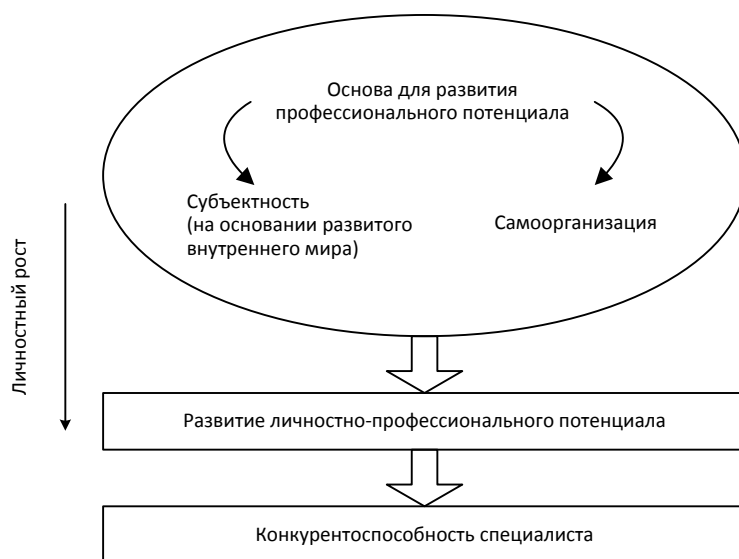 Основа для развития
профессионального потенциала
Субъектность
(на основании развитого
внутреннего мира)
Самоорганизация
Личностный рост
Развитие личностно-профессионального потенциала
Конкурентоспособность специалиста